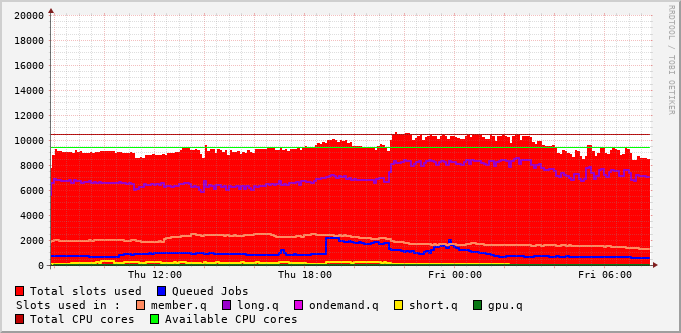 RRDTOOL / TOBI OETIKER
20000
18000
16000
14000
12000
10000
8000
6000
4000
2000
0
Thu 12:00 Thu 18:00 Fri 00:00 Fri 06:00
Total slots used Queued Jobs
Slots used in : member.q long.q ondemand.q short.q gpu.q
Total CPU cores Available CPU cores